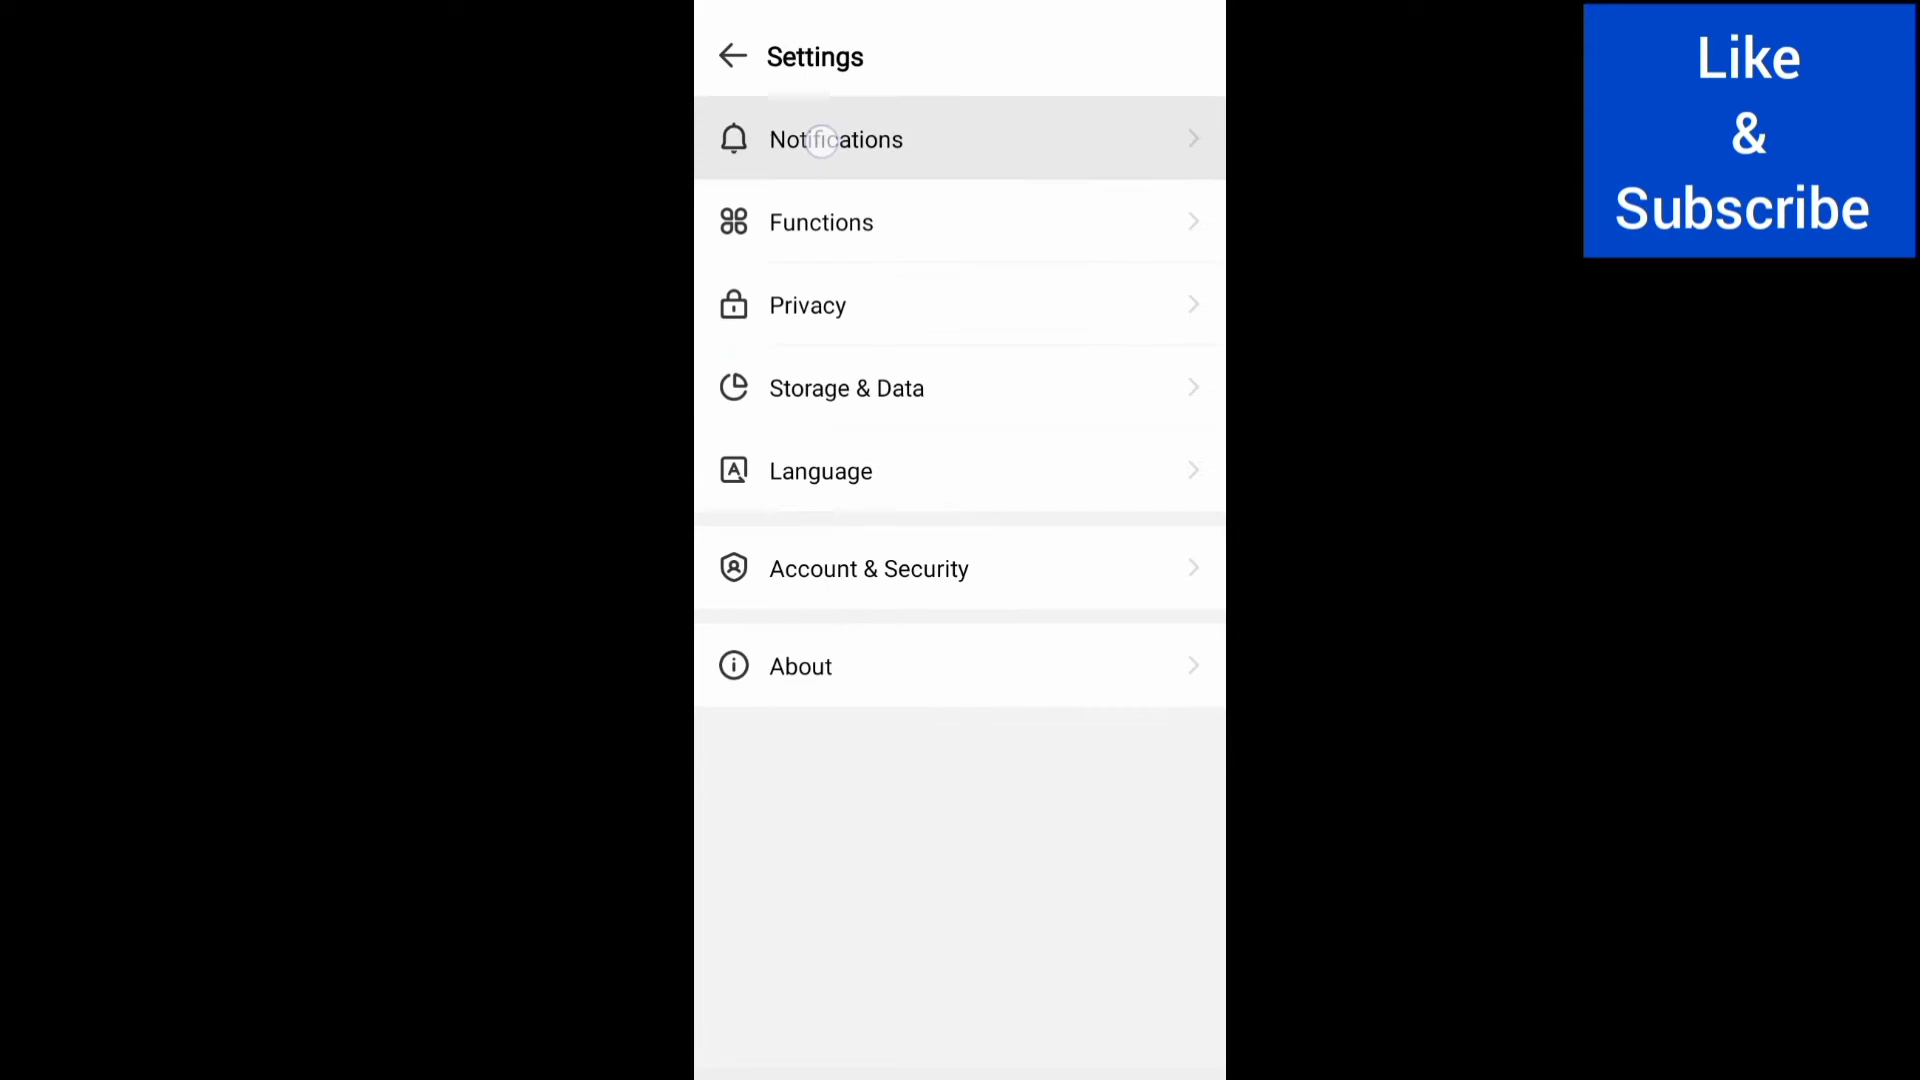 Settings
Notifications
Functions
Privacy
Storage & Data
Language
Account & Security
About
Like
&
Subscribe